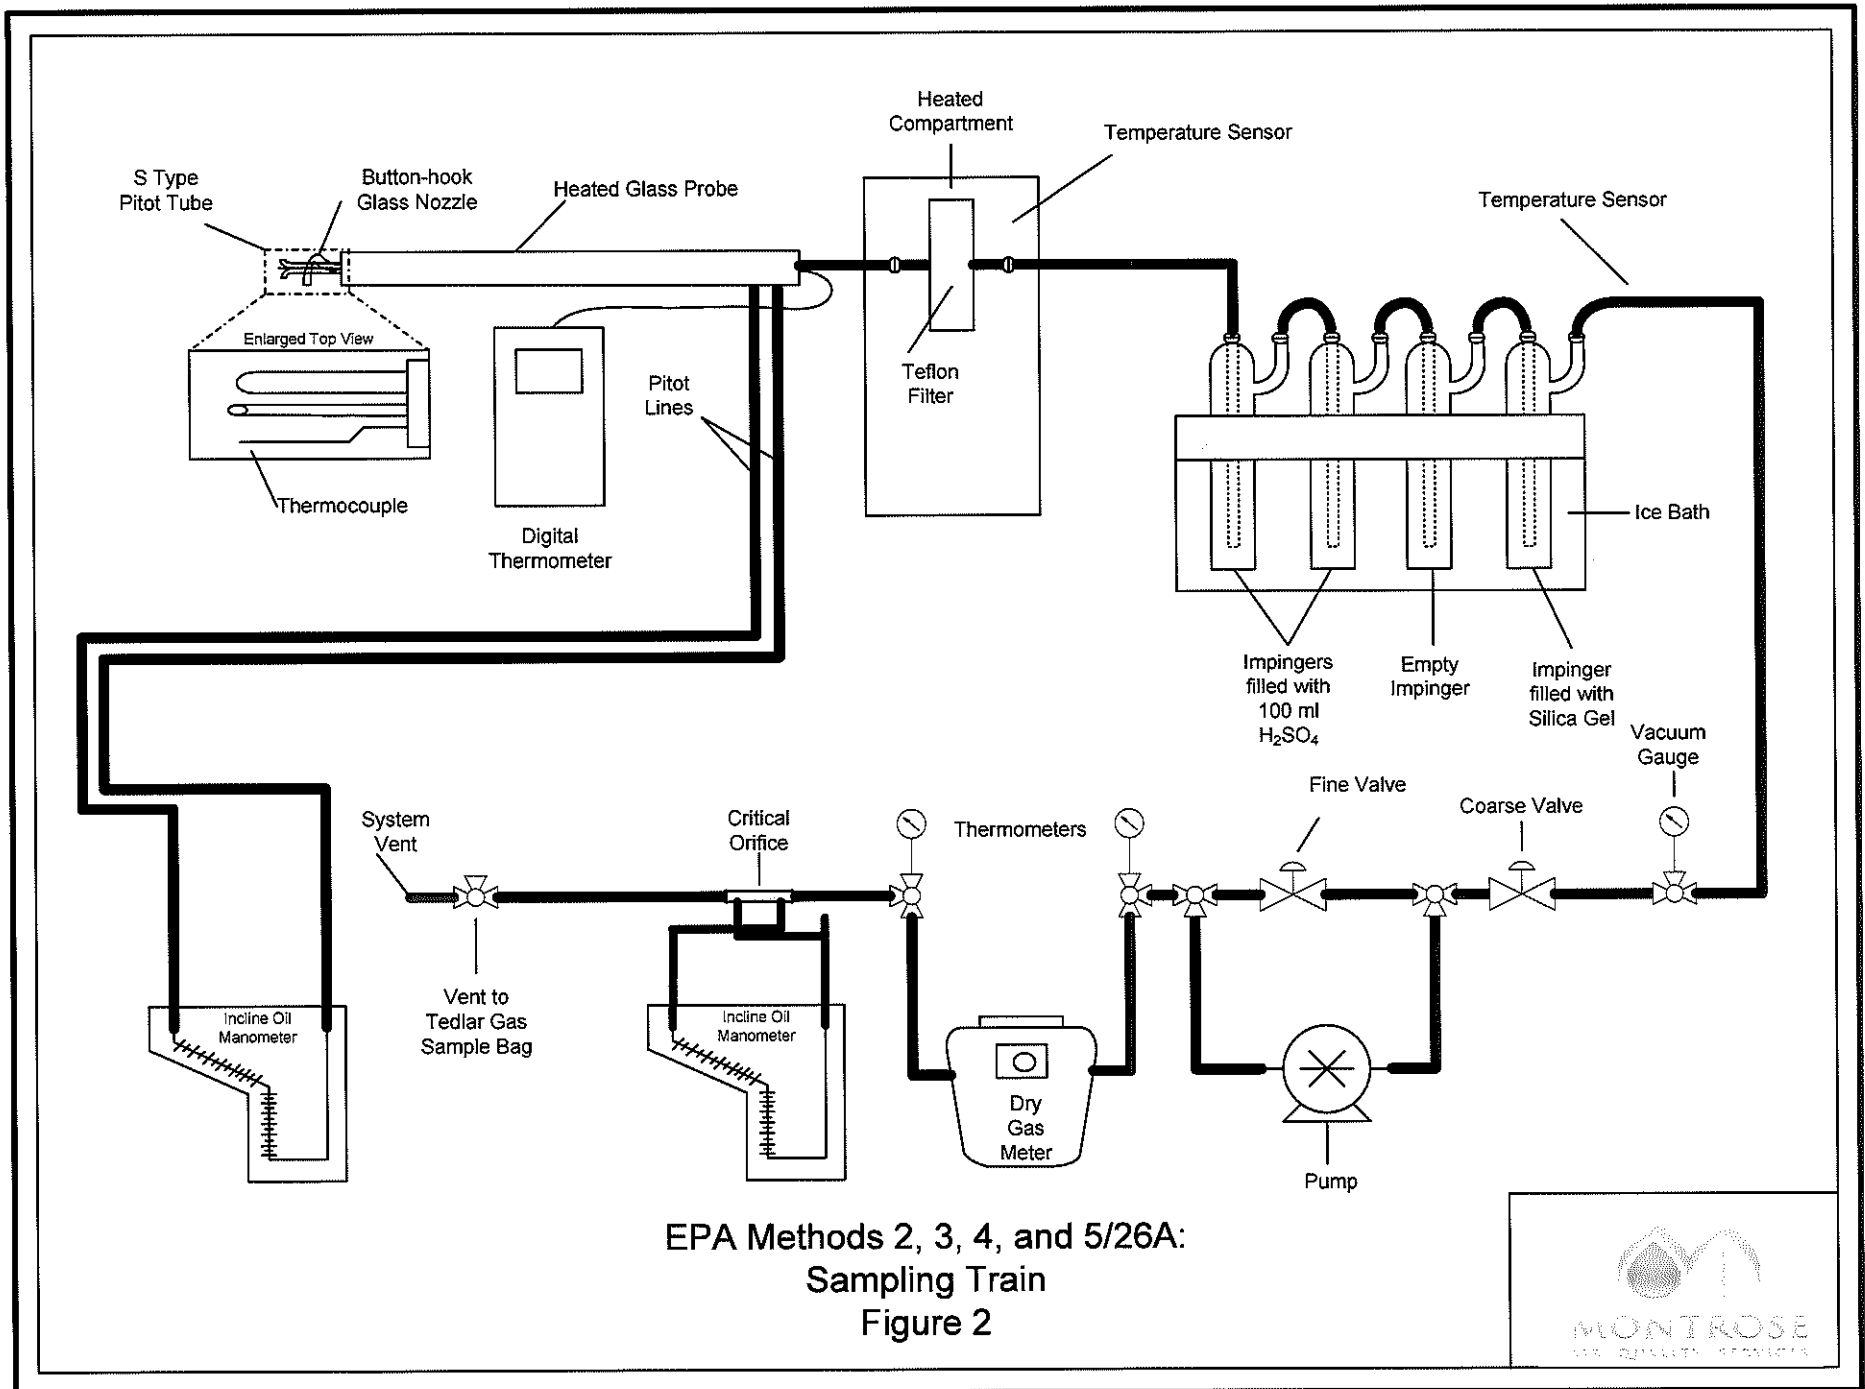 Heated
Compartment
Temperature Sensor
S Type
Pitot Tube
Button-hook
Glass Nozzle
Heated Glass Probe
Temperature Sensor
Enlarged Top View
Teflon
Filter
Pitot
Lines
Thermocouple
Digital
Thermometer
Ice Bath
Impingers
filled with
100 ml
H₂SO₄
Empty
Impinger
Impinger
filled with
Silica Gel
Vacuum
Gauge
Fine Valve
Coarse Valve
System
Vent
Critical
Orifice
Thermometers
Vent to
Tedlar Gas
Sample Bag
Incline Oil
Manometer
Incline Oil
Manometer
Dry
Gas
Meter
Pump
EPA Methods 2, 3, 4, and 5/26A:
Sampling Train
Figure 2
MONTROSE
AIR QUALITY SERVICES